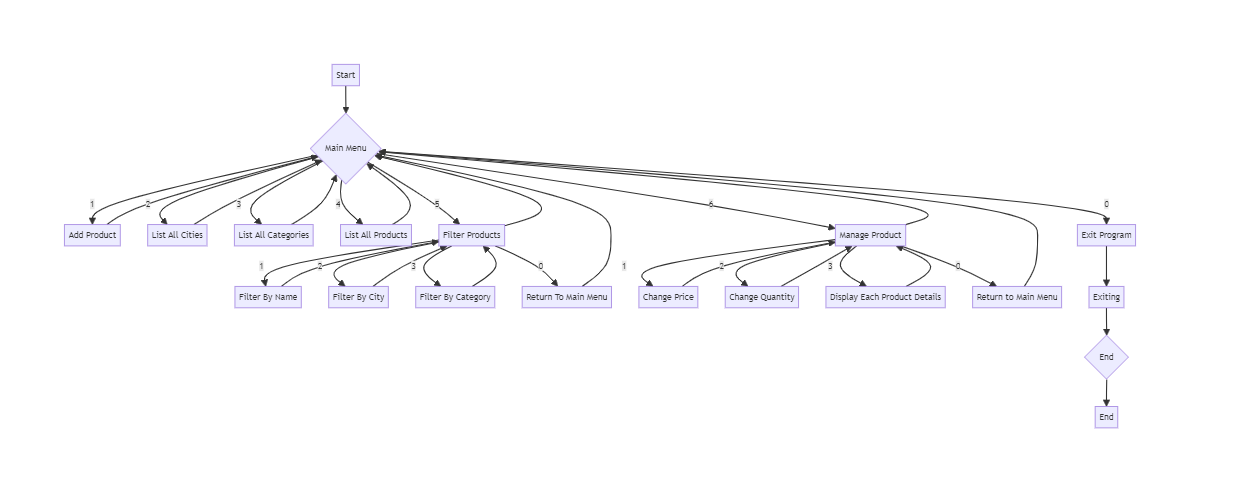 Start
Main Menu
1
2
3
4
5
6
0
Add Product
List All Cities
List All Categories
List All Products
Filter Products
Manage Product
Exit Program
1
2
3
0
1
2
3
0
Filter By Name
Filter By City
Filter By Category
Return To Main Menu
Change Price
Change Quantity
Display Each Product Details
Return to Main Menu
Exiting
End
End